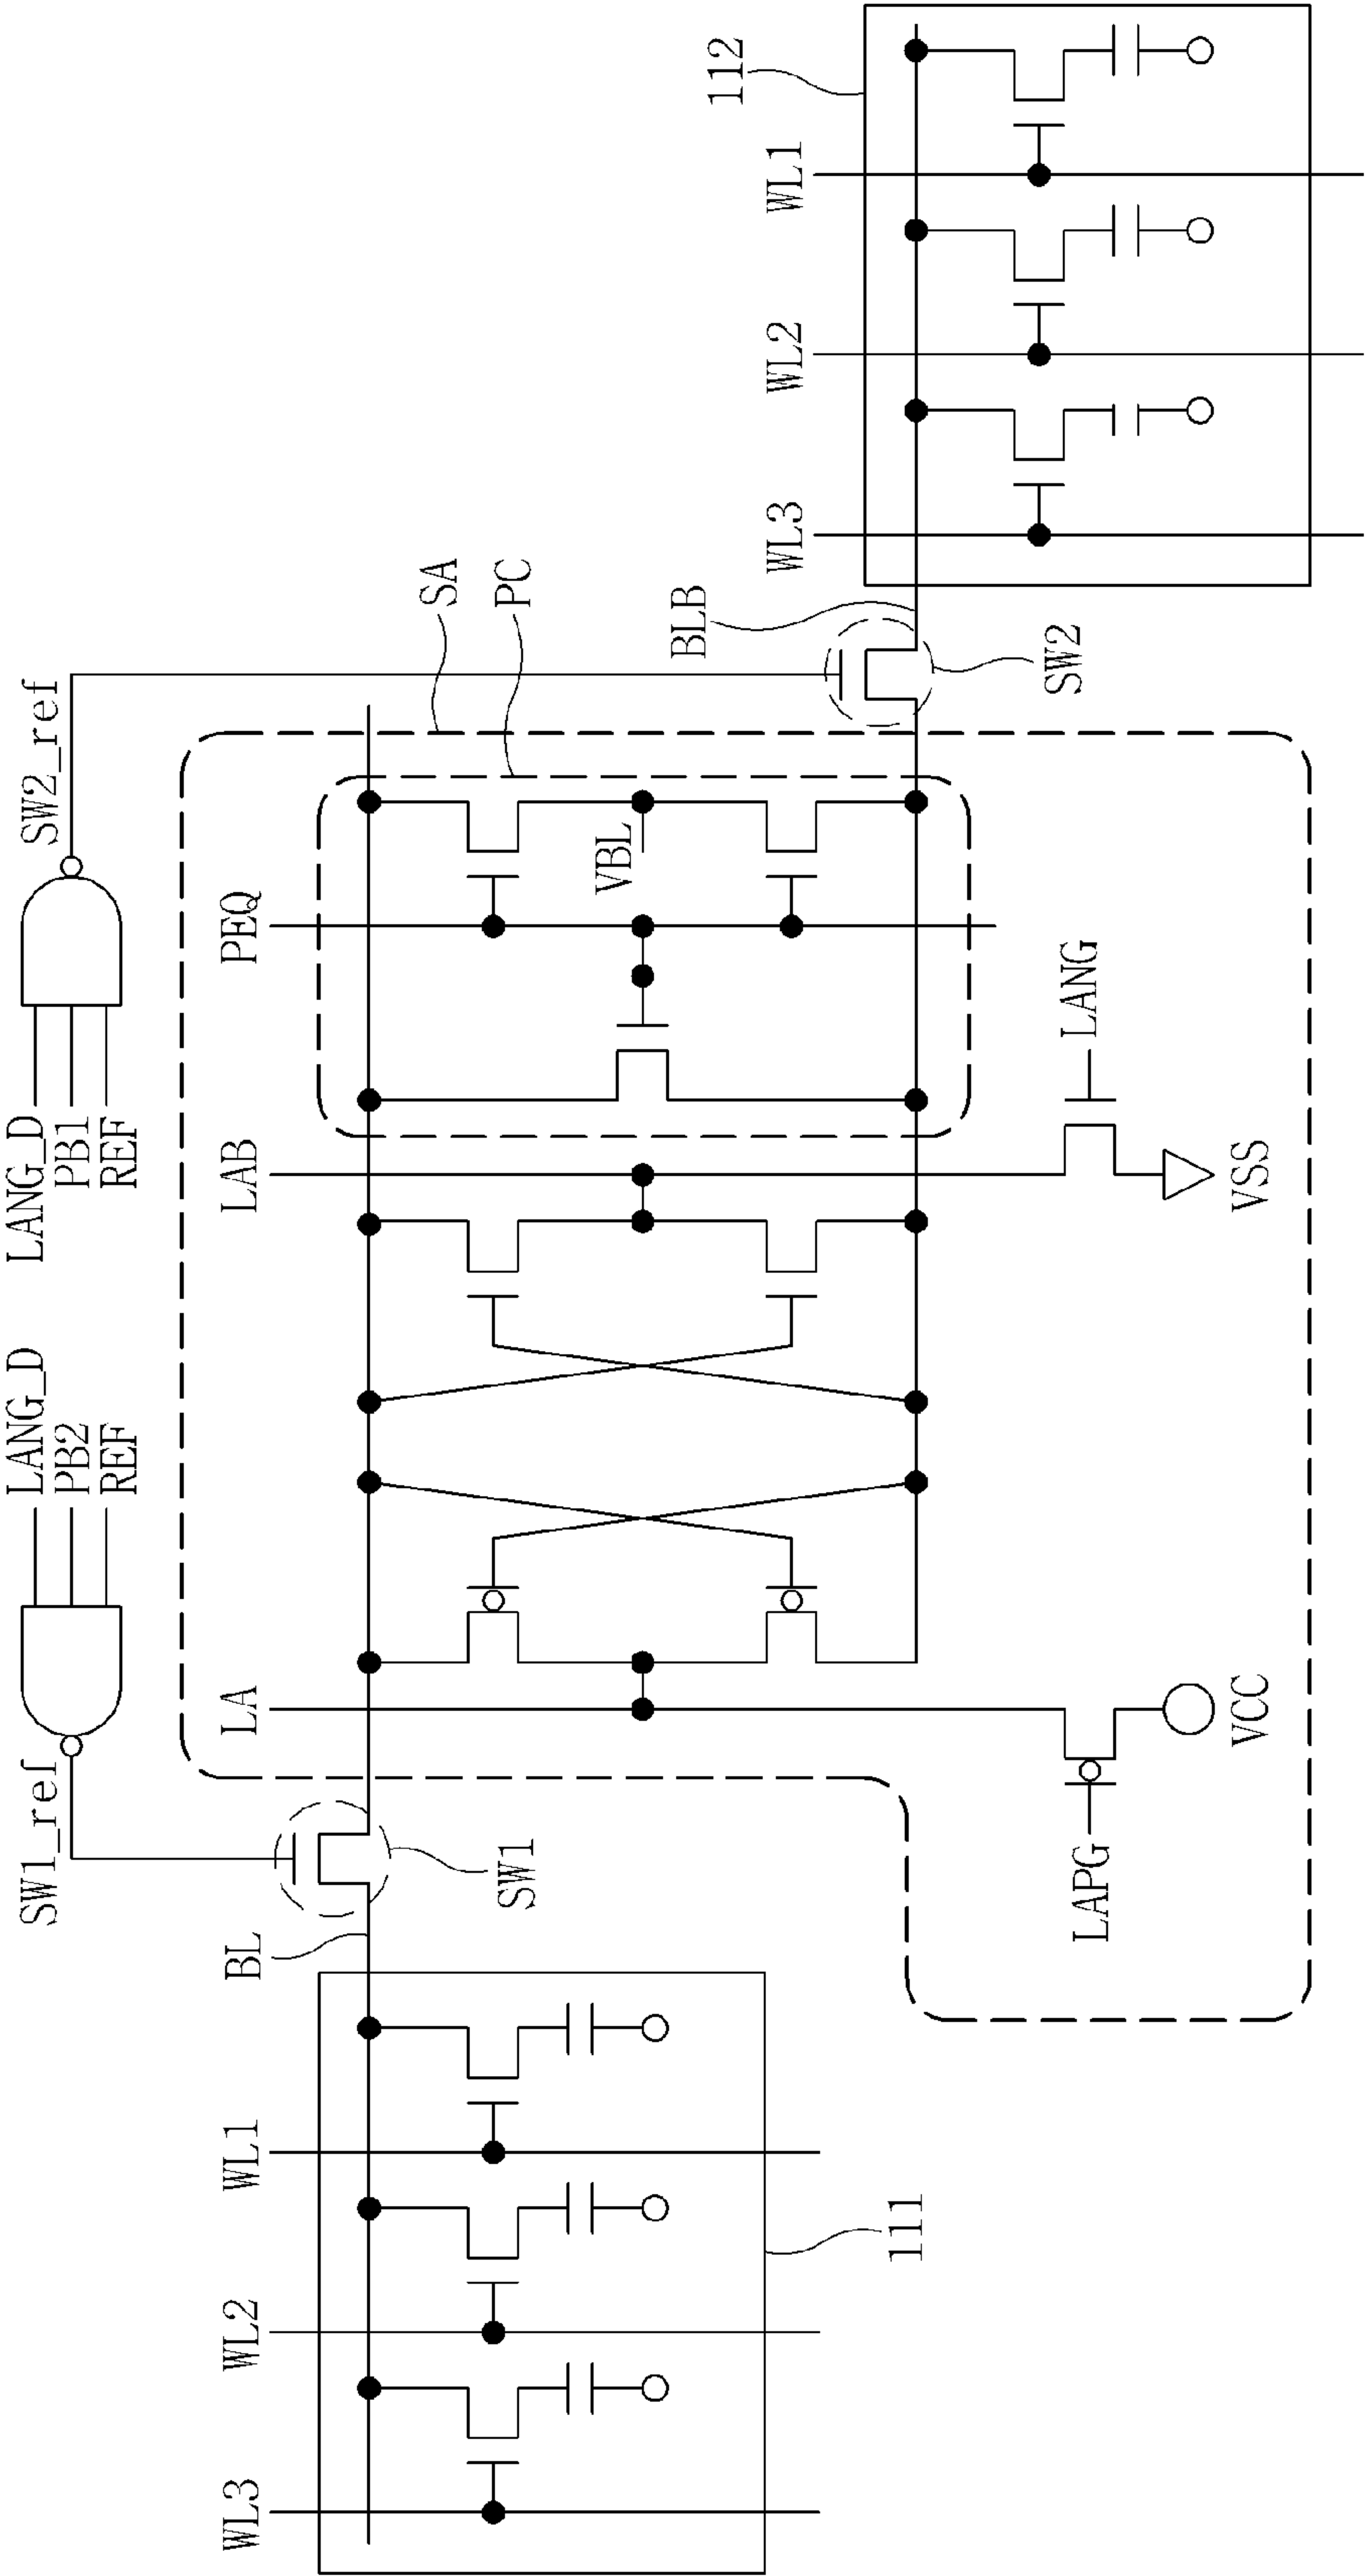 SW1_ref
LANG_D
PB2
REF
LANG_D
PB1
REF
SW2_ref
WL3
WL2
WL1
BL
LA
LAB
PEQ
SA
PC
VBL
SW1
BLB
WL3
WL2
WL1
112
111
LAPG
VCC
LANG
VSS
SW2